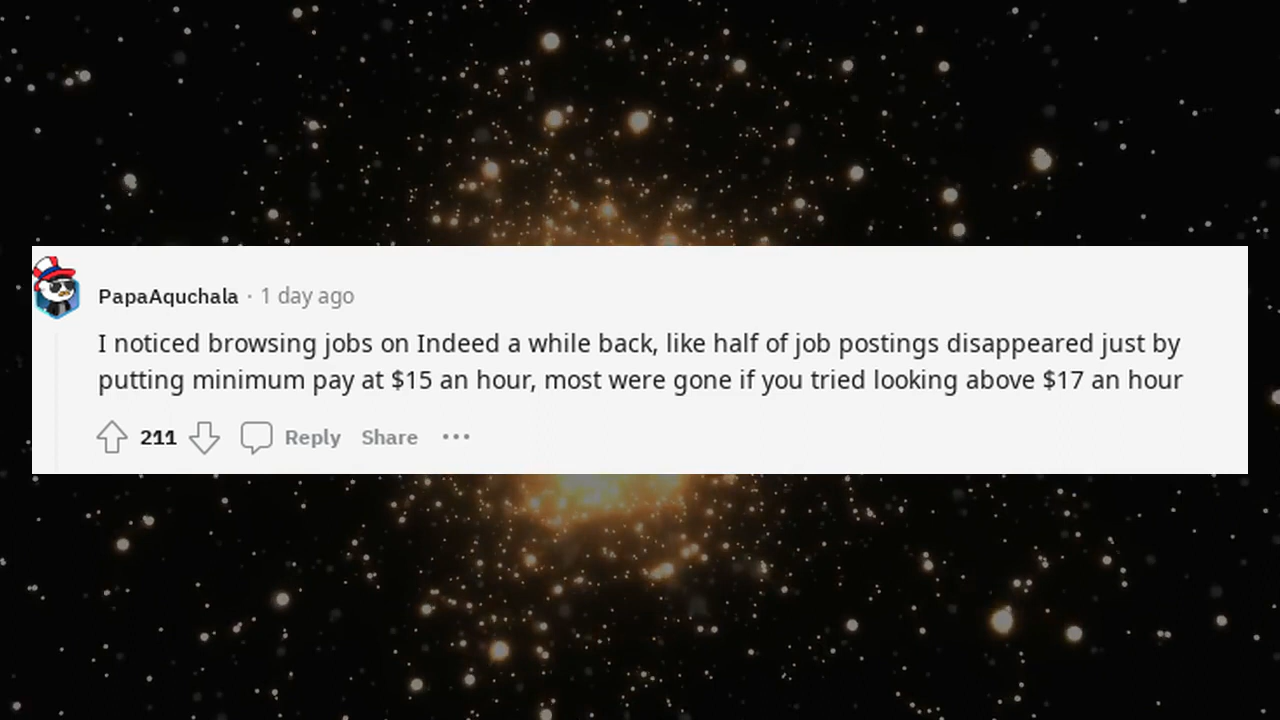 PapaAquchala · 1 day ago
I noticed browsing jobs on Indeed a while back, like half of job postings disappeared just by
putting minimum pay at $15 an hour, most were gone if you tried looking above $17 an hour
211 Reply Share ···